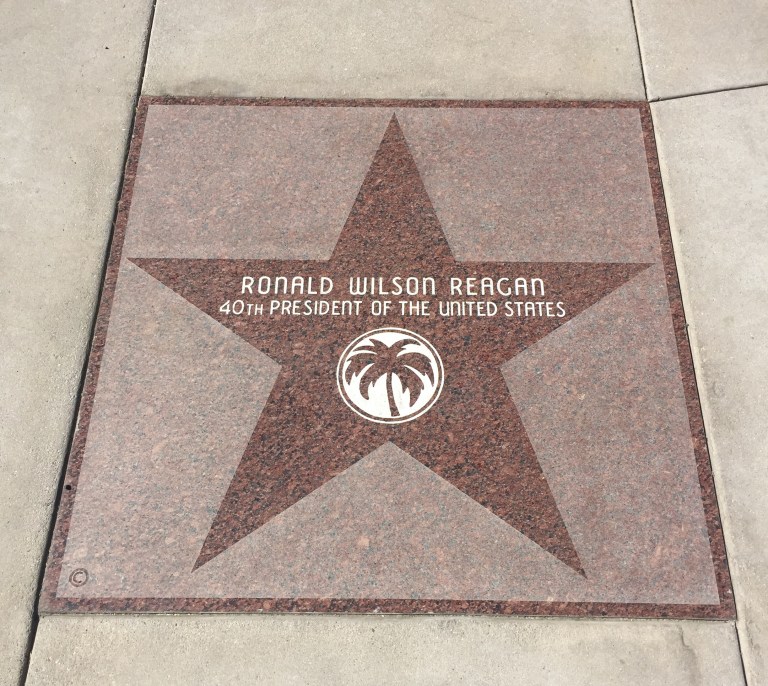 RONALD WILSON REAGAN
40TH PRESIDENT OF THE UNITED STATES
©